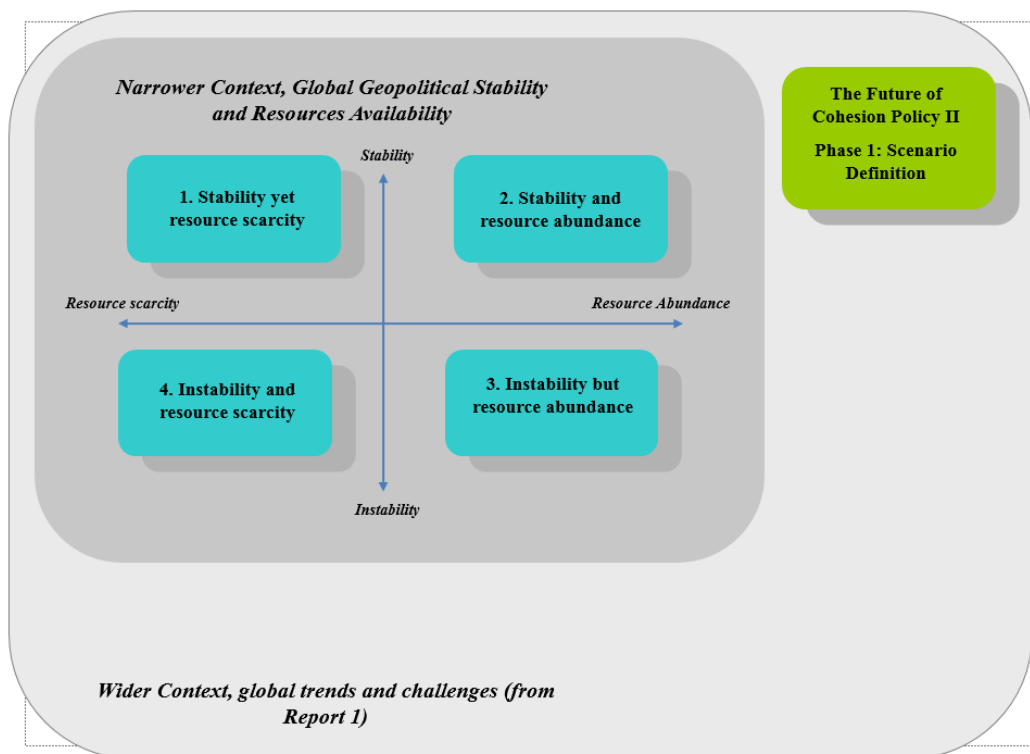 Narrower Context, Global Geopolitical Stability
and Resources Availability
The Future of
Cohesion Policy II
Phase 1: Scenario
Definition
Stability
1. Stability yet
resource scarcity
2. Stability and
resource abundance
Resource scarcity
Resource Abundance
4. Instability and
resource scarcity
3. Instability but
resource abundance
Instability
Wider Context, global trends and challenges (from
Report 1)